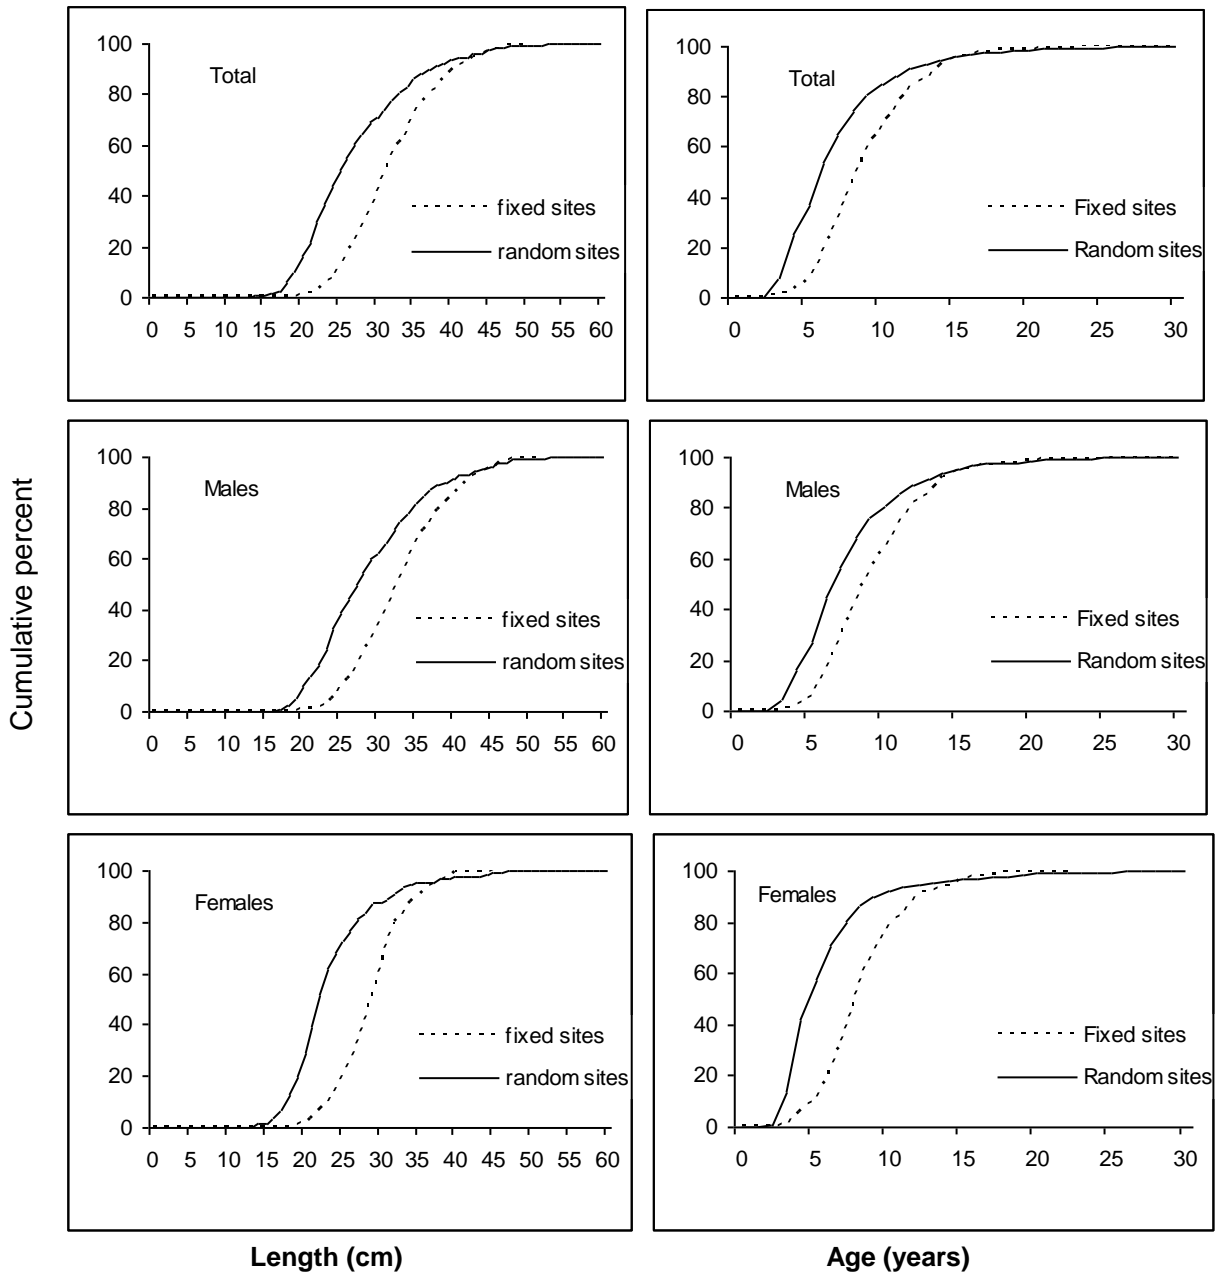 Cumulative percent
100
80
60
40
20
0
Total
fixed sites
random sites
0 5 10 15 20 25 30 35 40 45 50 55 60
100
80
60
40
20
0
Total
Fixed sites
Random sites
0 5 10 15 20 25 30
100
80
60
40
20
0
Males
fixed sites
random sites
0 5 10 15 20 25 30 35 40 45 50 55 60
100
80
60
40
20
0
Males
Fixed sites
Random sites
0 5 10 15 20 25 30
100
80
60
40
20
0
Females
fixed sites
random sites
0 5 10 15 20 25 30 35 40 45 50 55 60
100
80
60
40
20
0
Females
Fixed sites
Random sites
0 5 10 15 20 25 30
Length (cm)
Age (years)